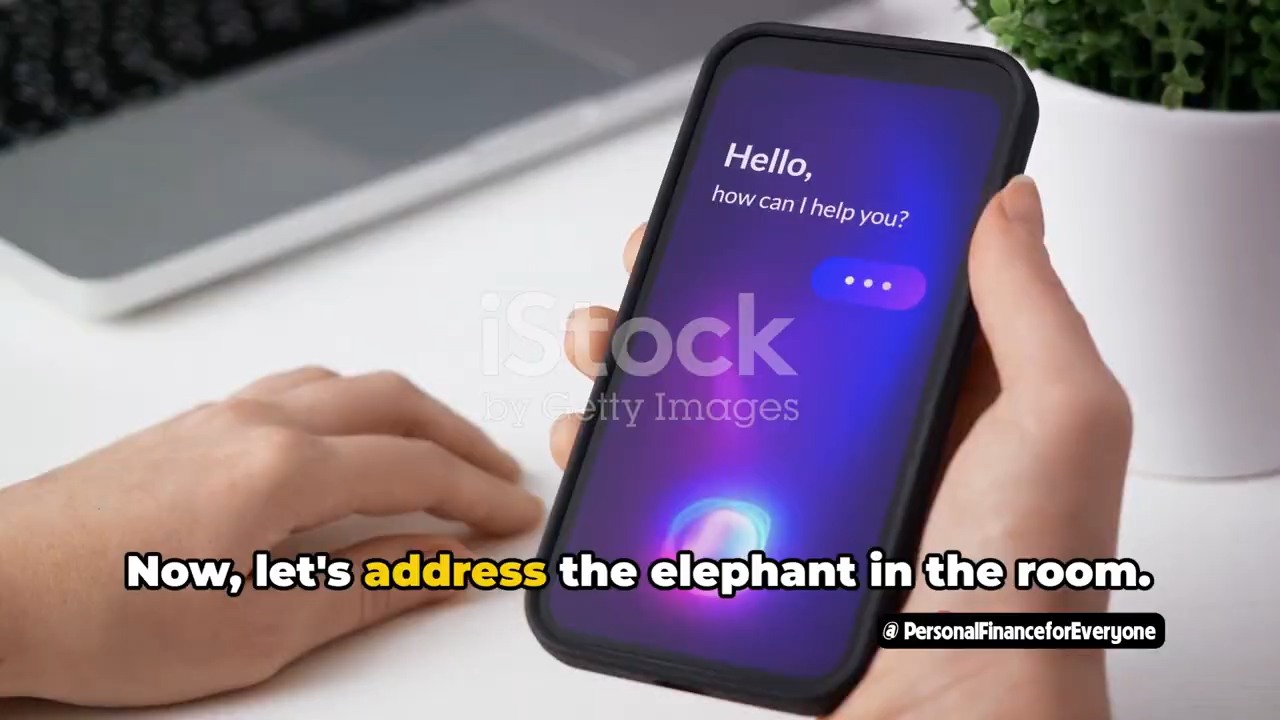 Hello,
how can I help you?
iStock
by Getty Images
Now, let's address the elephant in the room.
@ PersonalFinanceforEveryone